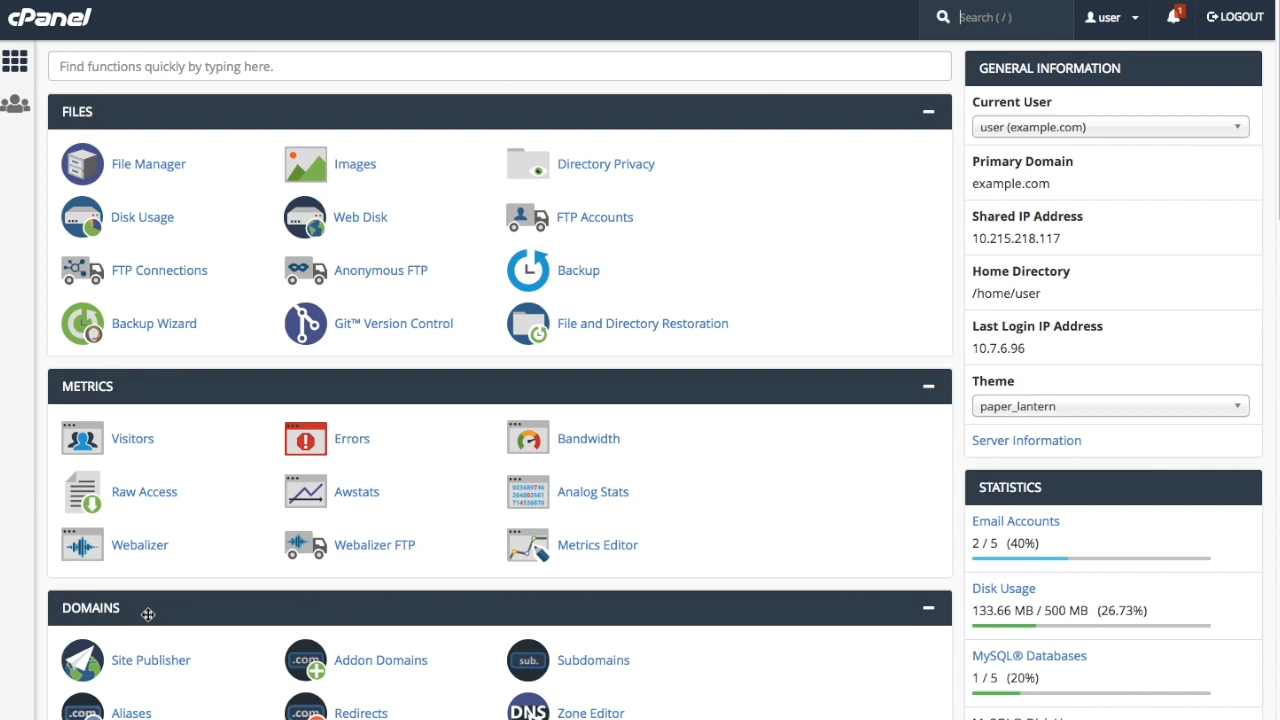 cPanel
Search ( / )
user
1
LOGOUT
Find functions quickly by typing here.
FILES
File Manager
Images
Directory Privacy
Disk Usage
Web Disk
FTP Accounts
FTP Connections
Anonymous FTP
Backup
Backup Wizard
Git™ Version Control
File and Directory Restoration
METRICS
Visitors
Errors
Bandwidth
Raw Access
Awstats
Analog Stats
Webalizer
Webalizer FTP
Metrics Editor
DOMAINS
Site Publisher
.com
Addon Domains
sub.
Subdomains
.com
Aliases
.com
Redirects
DNS
Zone Editor
GENERAL INFORMATION
Current User
user (example.com)
Primary Domain
example.com
Shared IP Address
10.215.218.117
Home Directory
/home/user
Last Login IP Address
10.7.6.96
Theme
paper_lantern
Server Information
STATISTICS
Email Accounts
2 / 5 (40%)
Disk Usage
133.66 MB / 500 MB (26.73%)
MySQL® Databases
1 / 5 (20%)